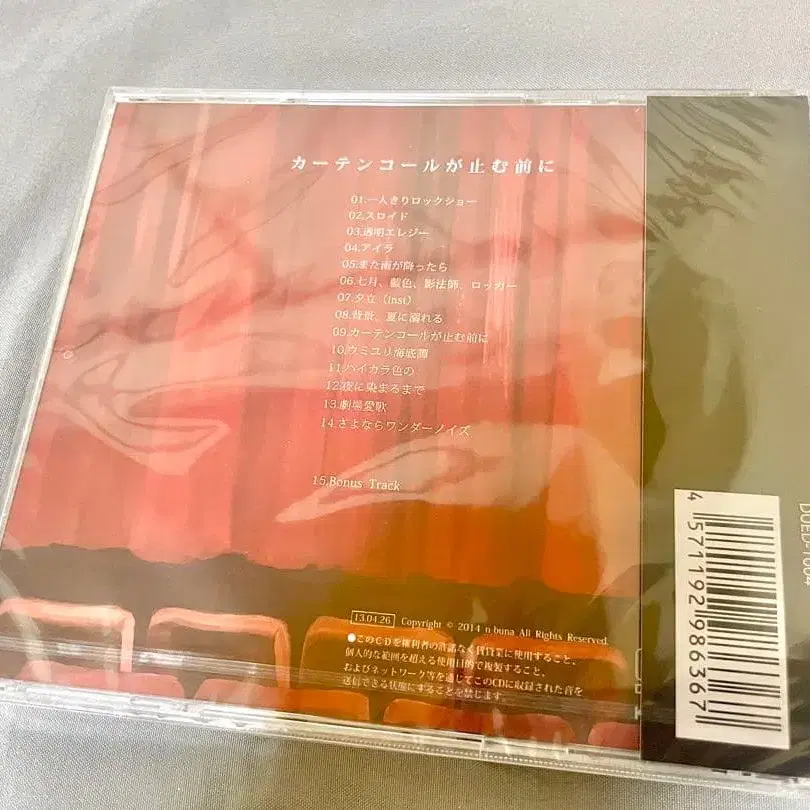 カーテンコールが止む前に
01.一人きりロックショー
02.スロイド
03.透明エレジー
04.アイラ
05.また雨が降ったら
06.七月、藍色、影法師、ロッカー
07.夕立（inst）
08.背景、夏に溺れる
09.カーテンコールが止む前に
10.ウミユリ海底譚
11.ハイカラ色の
12.夜に染まるまで
13.劇場愛歌
14.さよならワンダーノイズ
15.Bonus Track
13.04.26 Copyright © 2014 n-buna All Rights Reserved.
●このCDを権利者の許諾なく賃貸業に使用すること、
個人的な範囲を超える使用目的で複製すること、
およびネットワーク等を通じてこのCDに収録された音を
送信できる状態にすることを禁じます。
4 571192 986367